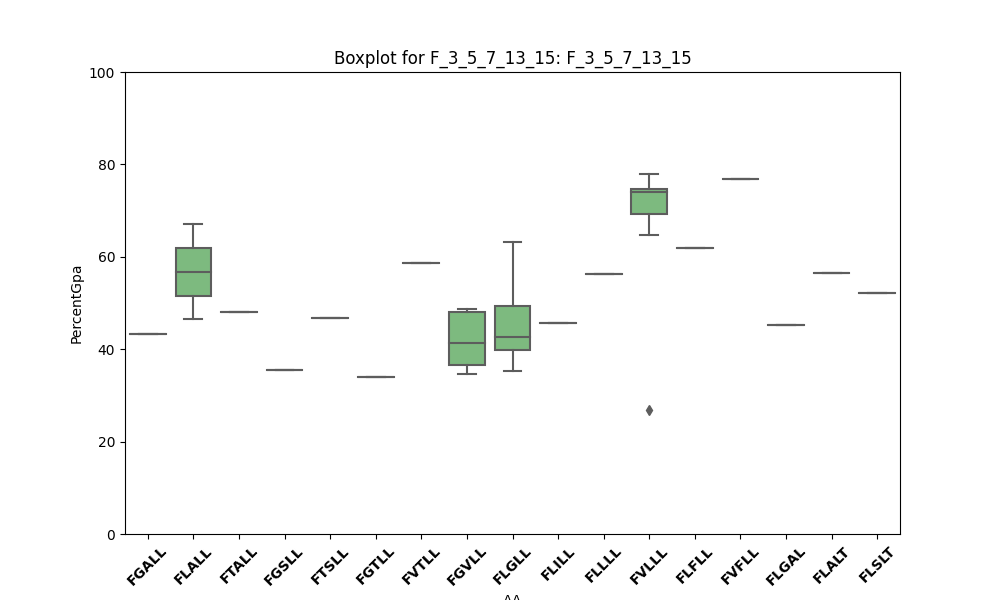 Boxplot for F_3_5_7_13_15: F_3_5_7_13_15
100
80
60
40
20
0
PercentGpa
FGALL
FLALL
FTALL
FGSLL
FTSLL
FGTLL
FVTLL
FGVLL
FLGLL
FLILL
FLLLL
FVLLL
FLFLL
FVFLL
FLGAL
FLALT
FLSLT
AA